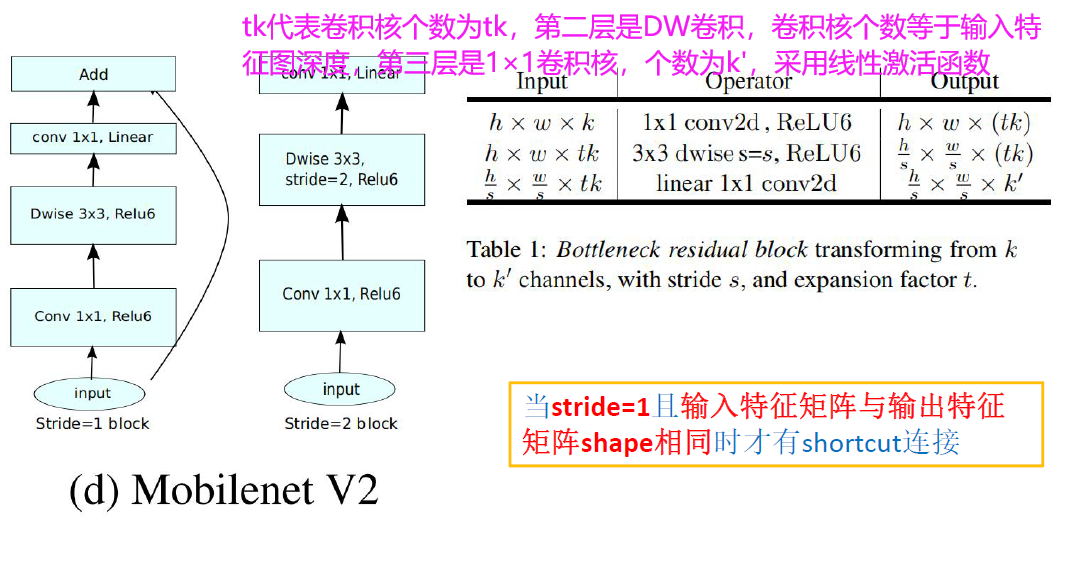 tk代表卷积核个数为tk，第二层是DW卷积，卷积核个数等于输入特
征图深度，第三层是1×1卷积核，个数为k'，采用线性激活函数
Add
conv 1x1, Linear
Dwise 3x3, Relu6
Conv 1x1, Relu6
input
Stride=1 block
conv 1x1, Linear
Dwise 3x3,
stride=2, Relu6
Conv 1x1, Relu6
input
Stride=2 block
(d) Mobilenet V2
Input Operator Output
h × w × k 1x1 conv2d , ReLU6 h × w × (tk)
h × w × tk 3x3 dwise s=s, ReLU6 h/s × w/s × (tk)
h/s × w/s × tk linear 1x1 conv2d h/s × w/s × k′
Table 1: Bottleneck residual block transforming from k
to k′ channels, with stride s, and expansion factor t.
当stride=1且输入特征矩阵与输出特征
矩阵shape相同时才有shortcut连接